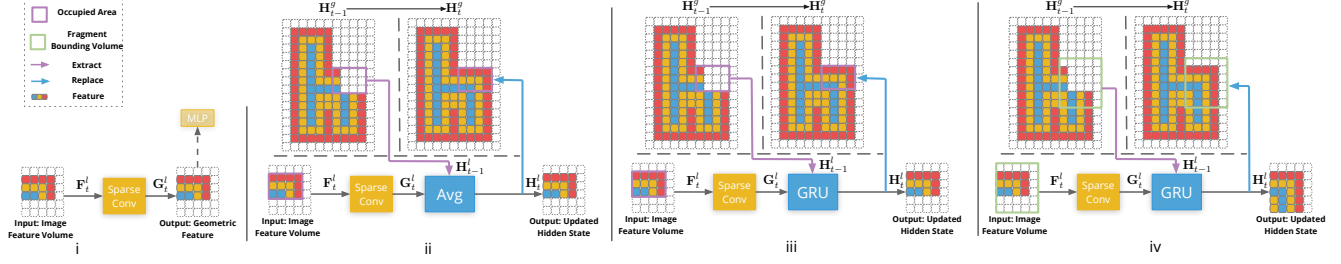 Occupied Area
Fragment
Bounding Volume
Extract
Replace
Feature
MLP
F_t^l
Sparse
Conv
G_t^l
Input: Image
Feature Volume
Output: Geometric
Feature
i
H_{t-1}^g
H_t^g
F_t^l
Sparse
Conv
G_t^l
H_{t-1}^l
Avg
H_t^l
Input: Image
Feature Volume
Output: Updated
Hidden State
ii
H_{t-1}^g
H_t^g
F_t^l
Sparse
Conv
G_t^l
H_{t-1}^l
GRU
H_t^l
Input: Image
Feature Volume
Output: Updated
Hidden State
iii
H_{t-1}^g
H_t^g
F_t^l
Sparse
Conv
G_t^l
H_{t-1}^l
GRU
H_t^l
Input: Image
Feature Volume
Output: Updated
Hidden State
iv